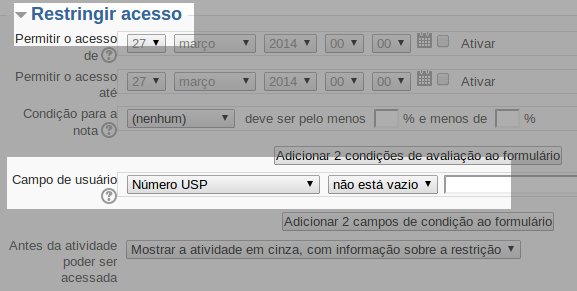 Restringir acesso
Permitir o acesso de 27 março 2014 00 00 Ativar
Permitir o acesso até 27 março 2014 00 00 Ativar
Condição para a nota (nenhum) deve ser pelo menos % e menos de %
Adicionar 2 condições de avaliação ao formulário
Campo de usuário Número USP não está vazio
Adicionar 2 campos de condição ao formulário
Antes da atividade poder ser acessada Mostrar a atividade em cinza, com informação sobre a restrição